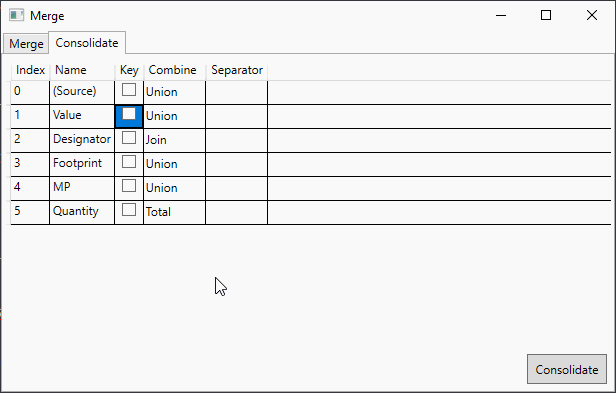 Merge
Merge Consolidate
Index Name Key Combine Separator
0 (Source) Union
1 Value Union
2 Designator Join
3 Footprint Union
4 MP Union
5 Quantity Total
Consolidate